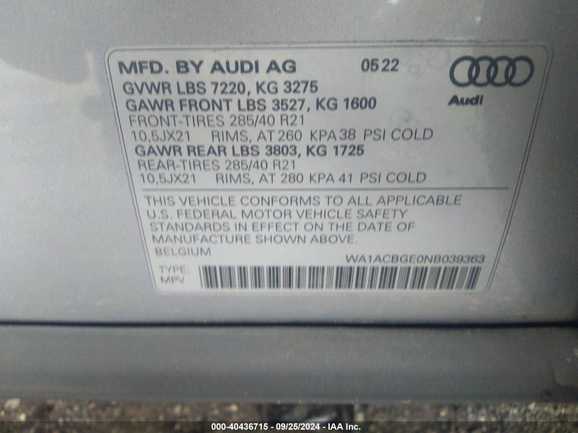 MFD. BY AUDI AG 05 22
GVWR LBS 7220, KG 3275
GAWR FRONT LBS 3527, KG 1600
FRONT-TIRES 285/40 R21
10,5JX21 RIMS, AT 260 KPA 38 PSI COLD
GAWR REAR LBS 3803, KG 1725
REAR-TIRES 285/40 R21
10,5JX21 RIMS, AT 280 KPA 41 PSI COLD
Audi
THIS VEHICLE CONFORMS TO ALL APPLICABLE
U.S. FEDERAL MOTOR VEHICLE SAFETY
STANDARDS IN EFFECT ON THE DATE OF
MANUFACTURE SHOWN ABOVE.
BELGIUM WA1ACBGE0NB039363
TYPE:
MPV
000-40436715 - 09/25/2024 - IAAI.COM